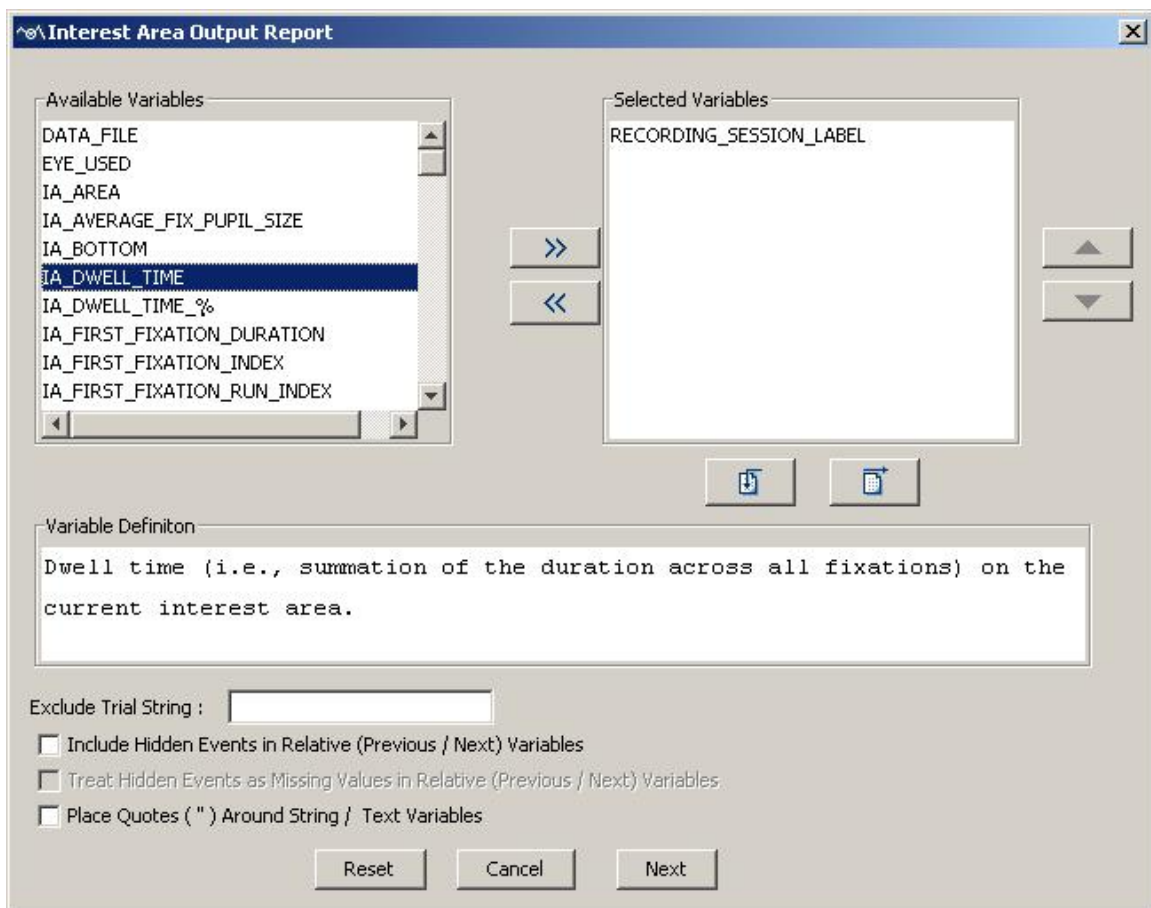 Interest Area Output Report
Available Variables
DATA_FILE
EYE_USED
IA_AREA
IA_AVERAGE_FIX_PUPIL_SIZE
IA_BOTTOM
IA_DWELL_TIME
IA_DWELL_TIME_%
IA_FIRST_FIXATION_DURATION
IA_FIRST_FIXATION_INDEX
IA_FIRST_FIXATION_RUN_INDEX
Selected Variables
RECORDING_SESSION_LABEL
Variable Definiton
Dwell time (i.e., summation of the duration across all fixations) on the
current interest area.
Exclude Trial String :
Include Hidden Events in Relative (Previous / Next) Variables
Treat Hidden Events as Missing Values in Relative (Previous / Next) Variables
Place Quotes ( " ) Around String /  Text Variables
Reset Cancel Next